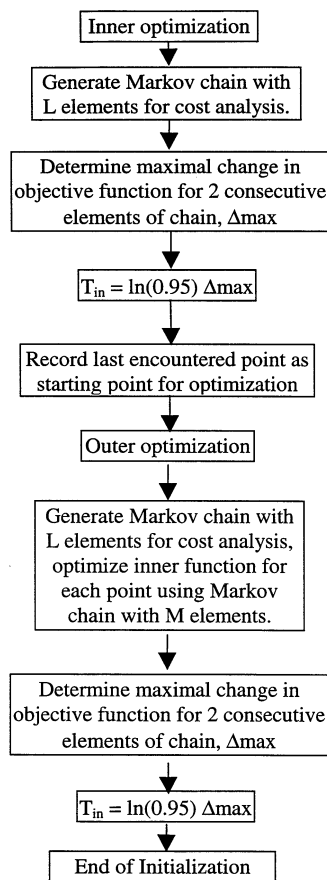 Inner optimization
Generate Markov chain with
L elements for cost analysis.
Determine maximal change in
objective function for 2 consecutive
elements of chain, Δmax
T_in = ln(0.95) Δmax
Record last encountered point as
starting point for optimization
Outer optimization
Generate Markov chain with
L elements for cost analysis,
optimize inner function for
each point using Markov
chain with M elements.
Determine maximal change in
objective function for 2 consecutive
elements of chain, Δmax
T_in = ln(0.95) Δmax
End of Initialization